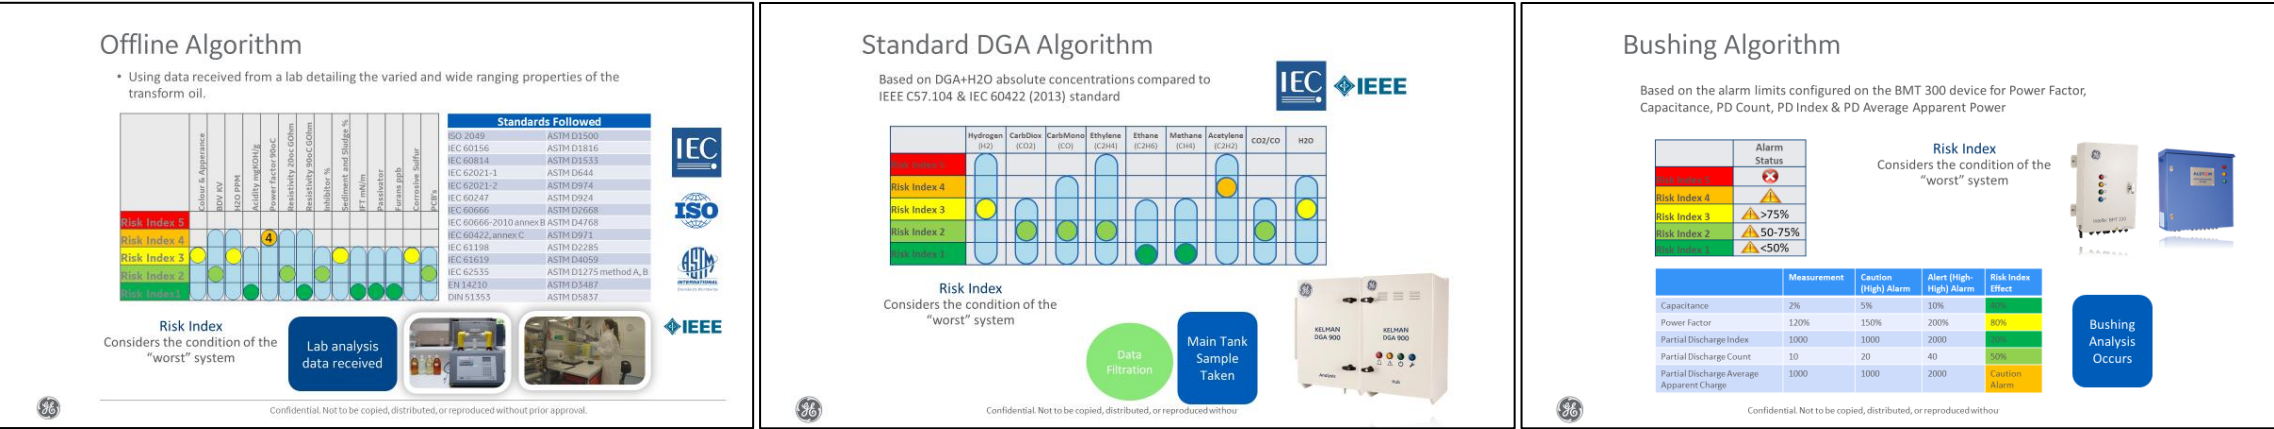 Offline Algorithm
• Using data received from a lab detailing the varied and wide ranging properties of the
transform oil.
Colour & Apperance
BDV KV
H2O PPM
Acidity mgKOH/g
Power factor 90oC
Resistivity 20oc GOhm
Resistivity 90oC GOhm
Inhibitor %
Sediment and Sludge %
IFT mN/m
Passivator
Furans ppb
Corrosive Sulfur
PCB's
Risk Index 5
Risk Index 4
4
Risk Index 3
Risk Index 2
Risk Index1
Standards Followed
ISO 2049 ASTM D1500
IEC 60156 ASTM D1816
IEC 60814 ASTM D1533
IEC 62021-1 ASTM D644
IEC 62021-2 ASTM D974
IEC 60247 ASTM D924
IEC 60666 ASTM D2668
IEC 60666-2010 annex B ASTM D4768
IEC 60422, annex C ASTM D971
IEC 61198 ASTM D2285
IEC 61619 ASTM D4059
IEC 62535 ASTM D1275 method A, B
EN 14210 ASTM D3487
DIN 51353 ASTM D5837
IEC
ISO
ASTM
INTERNATIONAL
IEEE
Risk Index
Considers the condition of the
"worst" system
Lab analysis
data received
Confidential. Not to be copied, distributed, or reproduced without prior approval.
Standard DGA Algorithm
Based on DGA+H2O absolute concentrations compared to
IEEE C57.104 & IEC 60422 (2013) standard
IEC
IEEE
Hydrogen CarbDiox CarbMono Ethylene Ethane Methane Acetylene CO2/CO H2O
(H2) (CO2) (CO) (C2H4) (C2H6) (CH4) (C2H2)
Risk Index 5
Risk Index 4
Risk Index 3
Risk Index 2
Risk Index 1
Risk Index
Considers the condition of the
"worst" system
Data
Filtration
Main Tank
Sample
Taken
KELMAN
DGA 900
KELMAN
DGA 900
Confidential. Not to be copied, distributed, or reproduced withou
Bushing Algorithm
Based on the alarm limits configured on the BMT 300 device for Power Factor,
Capacitance, PD Count, PD Index & PD Average Apparent Power
Alarm
Status
Risk Index 5
Risk Index 4
Risk Index 3 >75%
Risk Index 2 50-75%
Risk Index 1 <50%
Risk Index
Considers the condition of the
"worst" system
Measurement Caution (High) Alarm Alert (High-High) Alarm Risk Index Effect
Capacitance 2% 5% 10%
Power Factor 120% 150% 200% 80%
Partial Discharge Index 1000 1000 2000
Partial Discharge Count 10 20 40 50%
Partial Discharge Average Apparent Charge 1000 1000 2000 Caution Alarm
Bushing
Analysis
Occurs
Confidential. Not to be copied, distributed, or reproduced withou